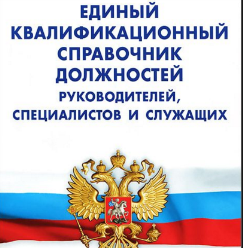 ЕДИНЫЙ
КВАЛИФИКАЦИОННЫЙ
СПРАВОЧНИК
ДОЛЖНОСТЕЙ
РУКОВОДИТЕЛЕЙ,
СПЕЦИАЛИСТОВ И СЛУЖАЩИХ